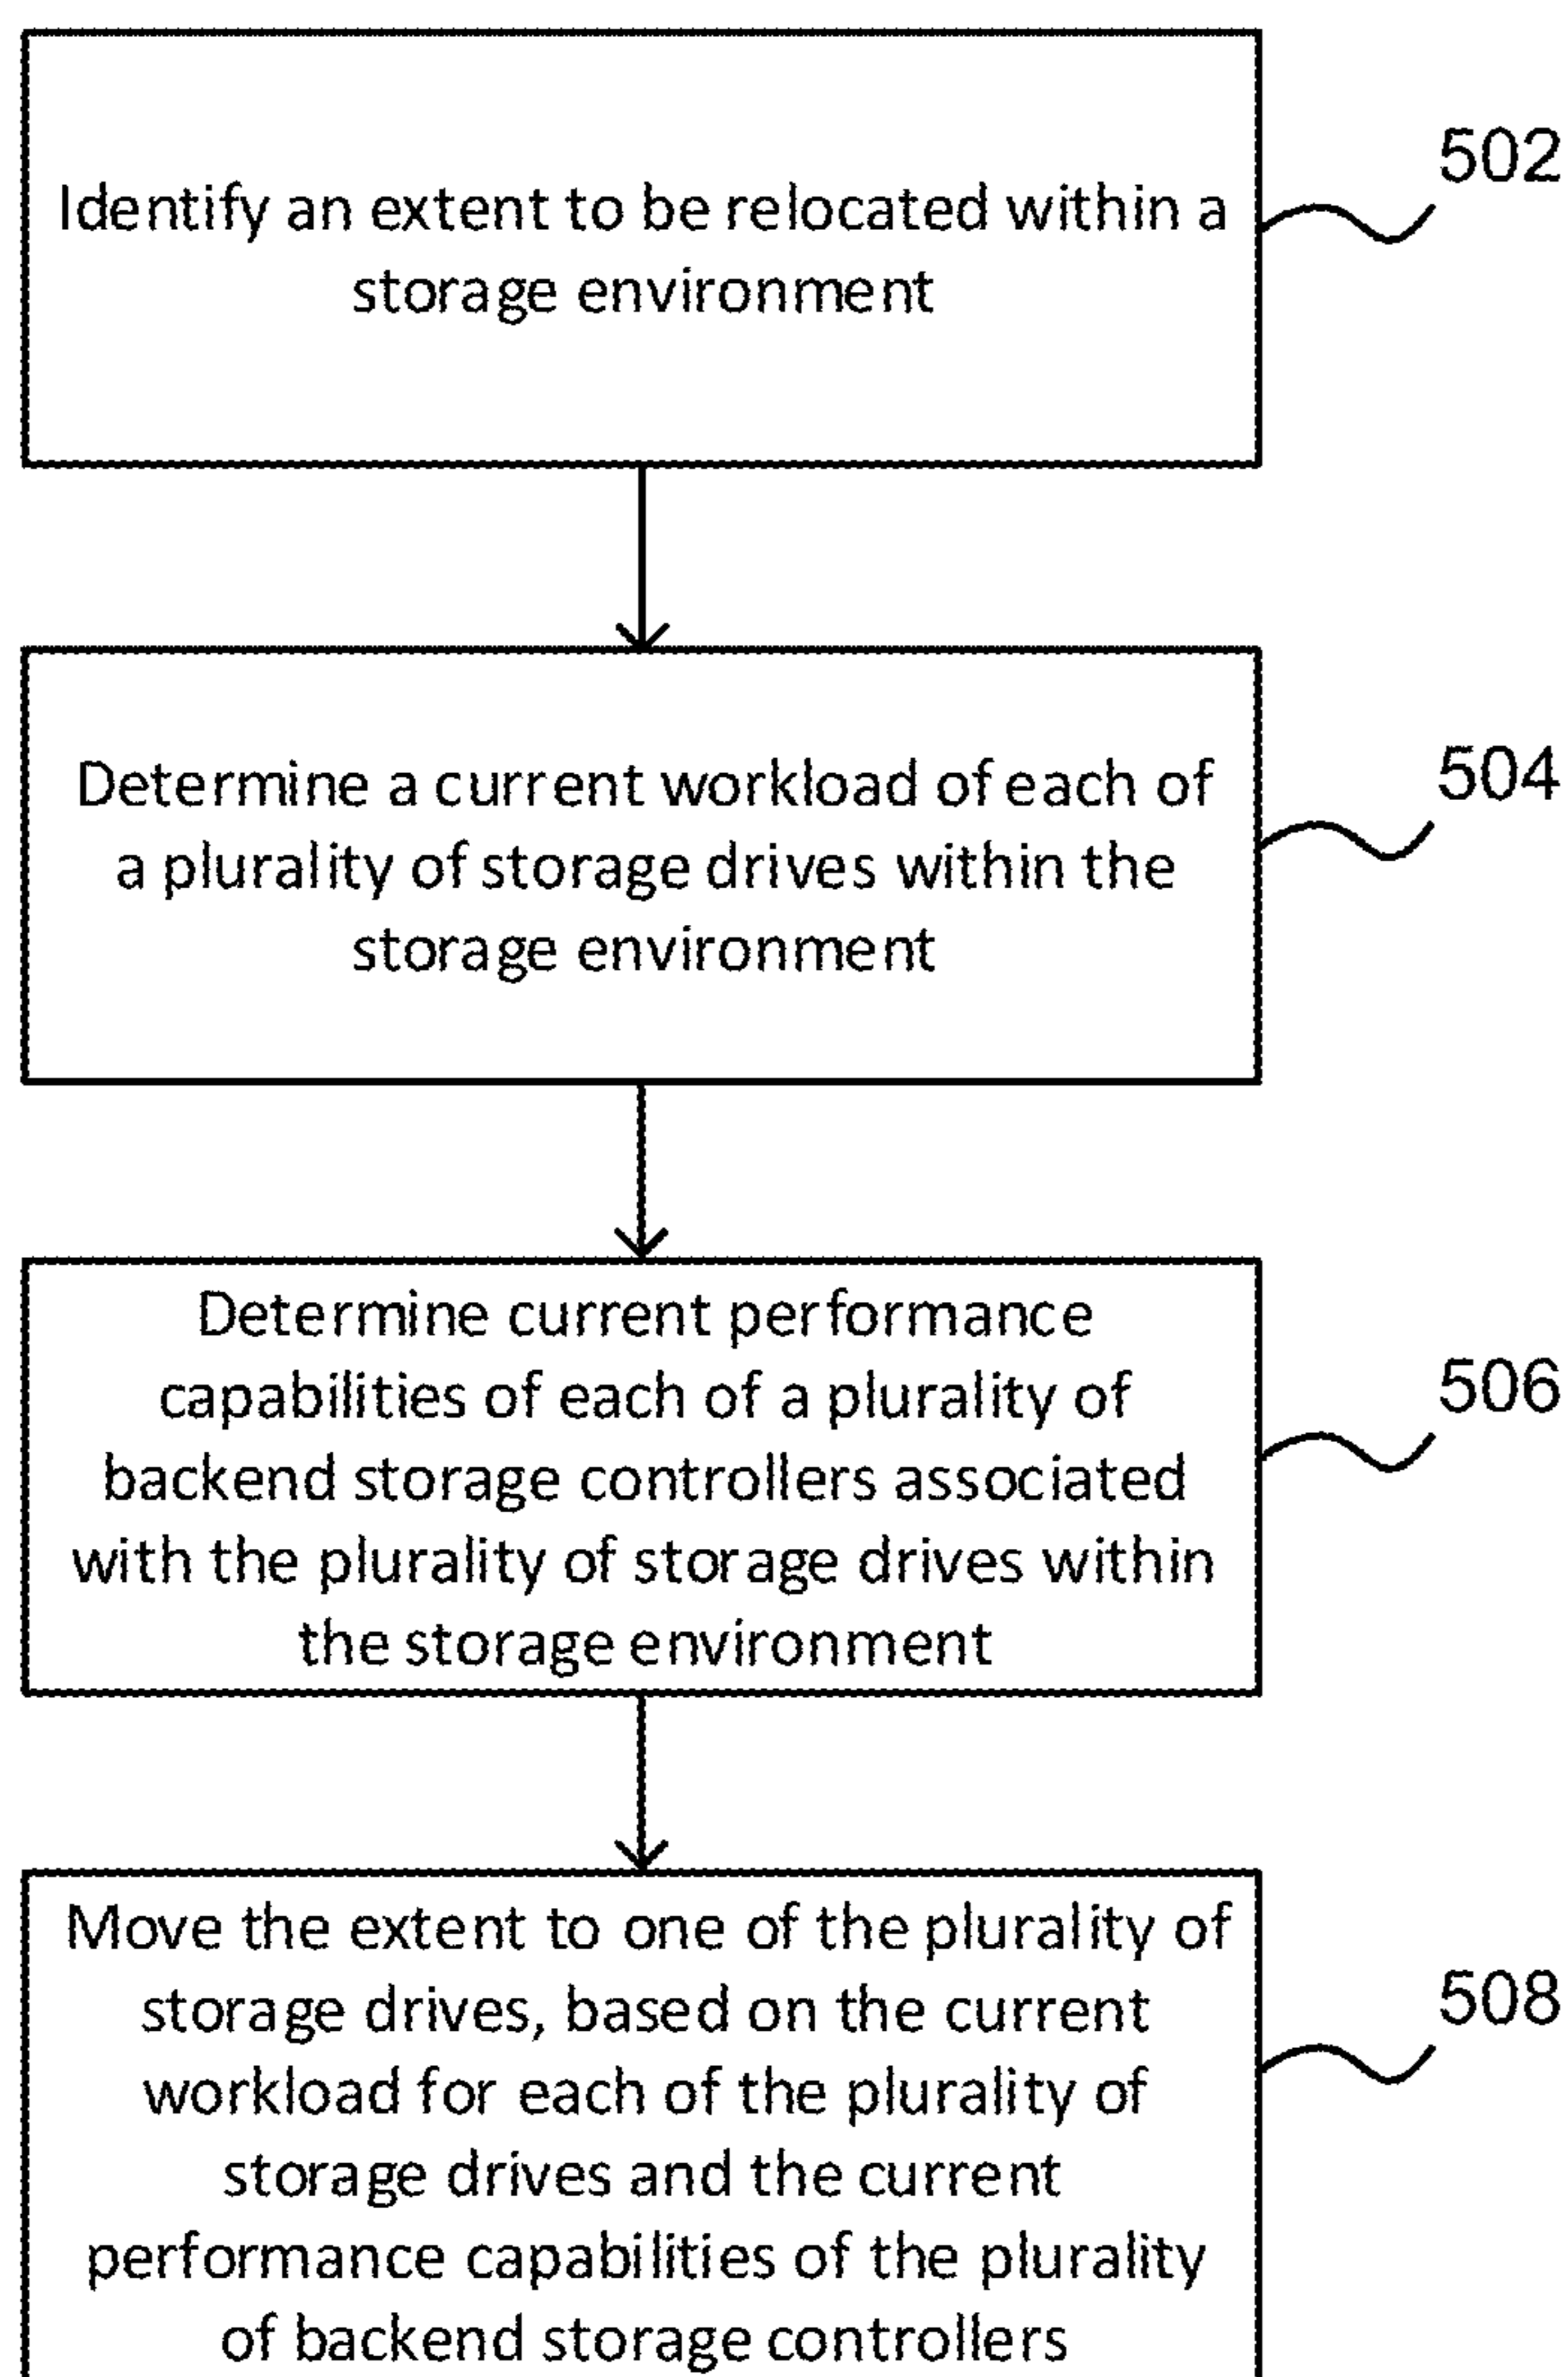 Identify an extent to be relocated within a
storage environment
502
Determine a current workload of each of
a plurality of storage drives within the
storage environment
504
Determine current performance
capabilities of each of a plurality of
backend storage controllers associated
with the plurality of storage drives within
the storage environment
506
Move the extent to one of the plurality of
storage drives, based on the current
workload for each of the plurality of
storage drives and the current
performance capabilities of the plurality
of backend storage controllers
508